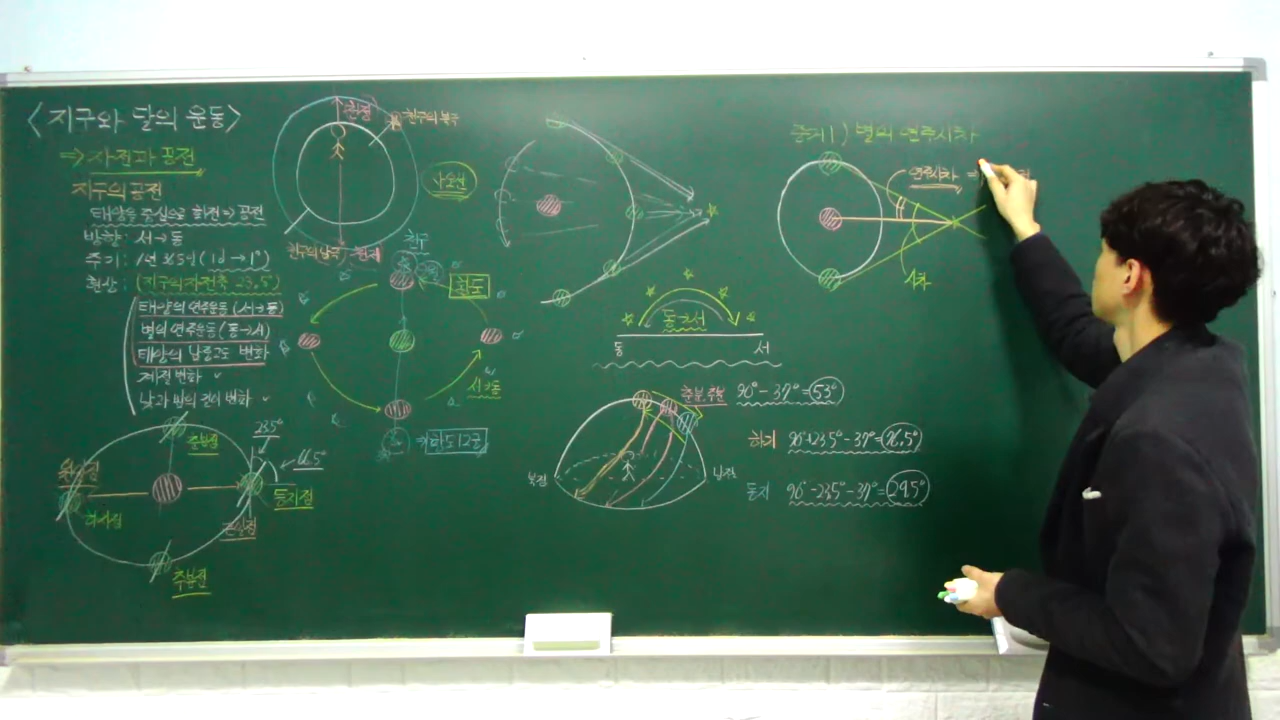 <지구와 달의 운동>
⇒ 자전과 공전
지구의 공전
태양을 중심으로 회전 ⇒ 공전
방향: 서→동
주기: 1년 365일 (1d → 1°)
현상: (지구의 자전축 23.5°)
태양의 연주운동 (서→동)
별의 연주운동 (동→서)
태양의 남중고도 변화
계절 변화
낮과 밤의 길이 변화
천정
천구의 북극
천구의 남극
천구
황도
서→동
⇒ 황도12궁
동→서
동
서
북점
남점
춘분, 추분 90°-37°=53°
하지 90°+23.5°-37°=76.5°
동지 90°-23.5°-37°=29.5°
증거1) 별의 연주시차
연주시차 =
시차
춘분점
23.5°
66.5°
원일점
동지점
하지점
근일점
추분점